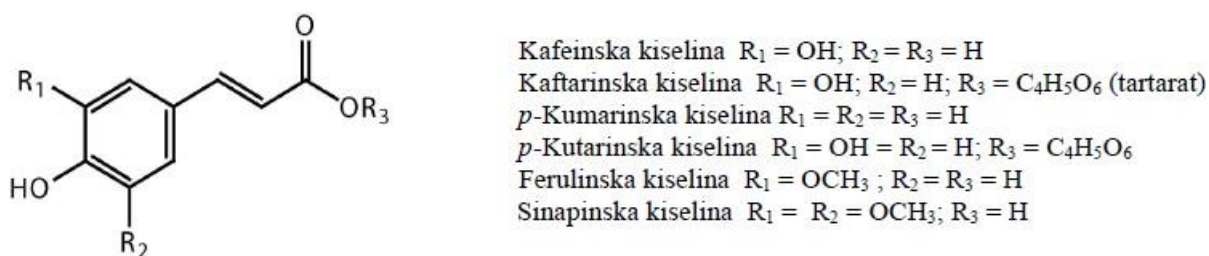 O
R₁
OR₃
HO
R₂
Kafeinska kiselina R₁ = OH; R₂ = R₃ = H
Kaftarinska kiselina R₁ = OH; R₂ = H; R₃ = C₄H₅O₆ (tartarat)
p-Kumarinska kiselina R₁ = R₂ = R₃ = H
p-Kutarinska kiselina R₁ = OH = R₂ = H; R₃ = C₄H₅O₆
Ferulinska kiselina R₁ = OCH₃ ; R₂ = R₃ = H
Sinapinska kiselina R₁ = R₂ = OCH₃; R₃ = H